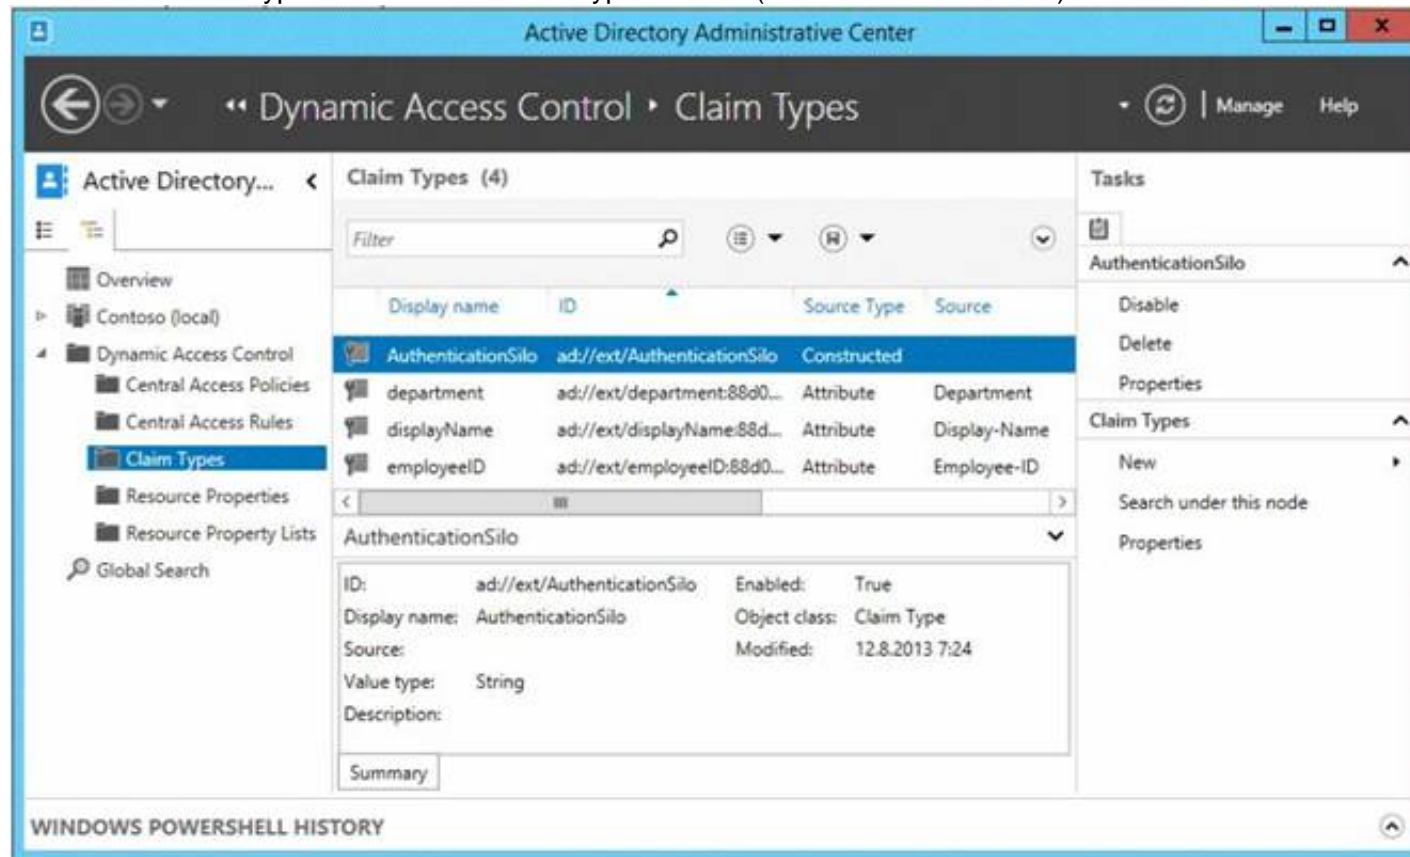 Active Directory Administrative Center
Dynamic Access Control • Claim Types
Manage Help
Active Directory...
Overview
Contoso (local)
Dynamic Access Control
Central Access Policies
Central Access Rules
Claim Types
Resource Properties
Resource Property Lists
Global Search
Claim Types (4)
Filter
Display name ID Source Type Source
AuthenticationSilo ad://ext/AuthenticationSilo Constructed
department ad://ext/department:88d0... Attribute Department
displayName ad://ext/displayName:88d... Attribute Display-Name
employeeID ad://ext/employeeID:88d0... Attribute Employee-ID
AuthenticationSilo
ID: ad://ext/AuthenticationSilo Enabled: True
Display name: AuthenticationSilo Object class: Claim Type
Source: Modified: 12.8.2013 7:24
Value type: String
Description:
Summary
Tasks
AuthenticationSilo
Disable
Delete
Properties
Claim Types
New
Search under this node
Properties
WINDOWS POWERSHELL HISTORY